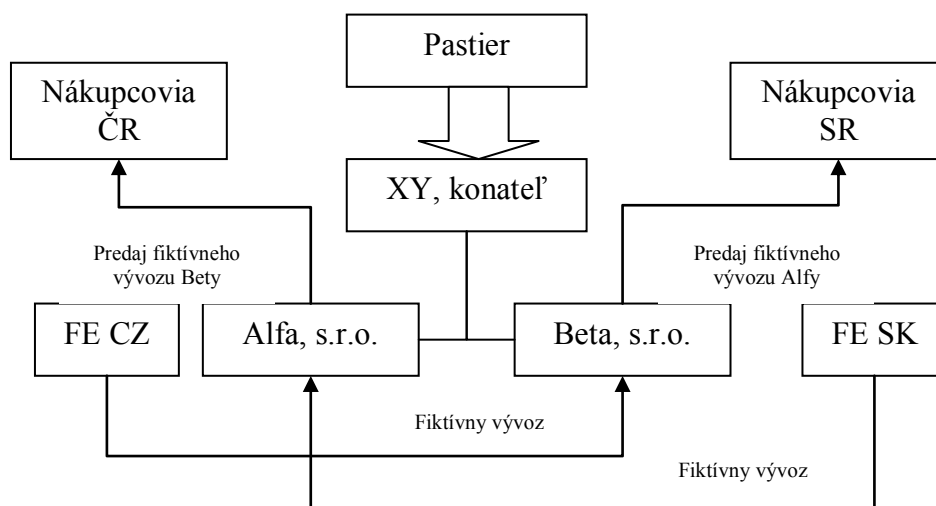 Pastier
Nákupcovia
ČR
Nákupcovia
SR
XY, konateľ
Predaj fiktívneho
vývozu Bety
Predaj fiktívneho
vývozu Alfy
FE CZ
Alfa, s.r.o.
Beta, s.r.o.
FE SK
Fiktívny vývoz
Fiktívny vývoz